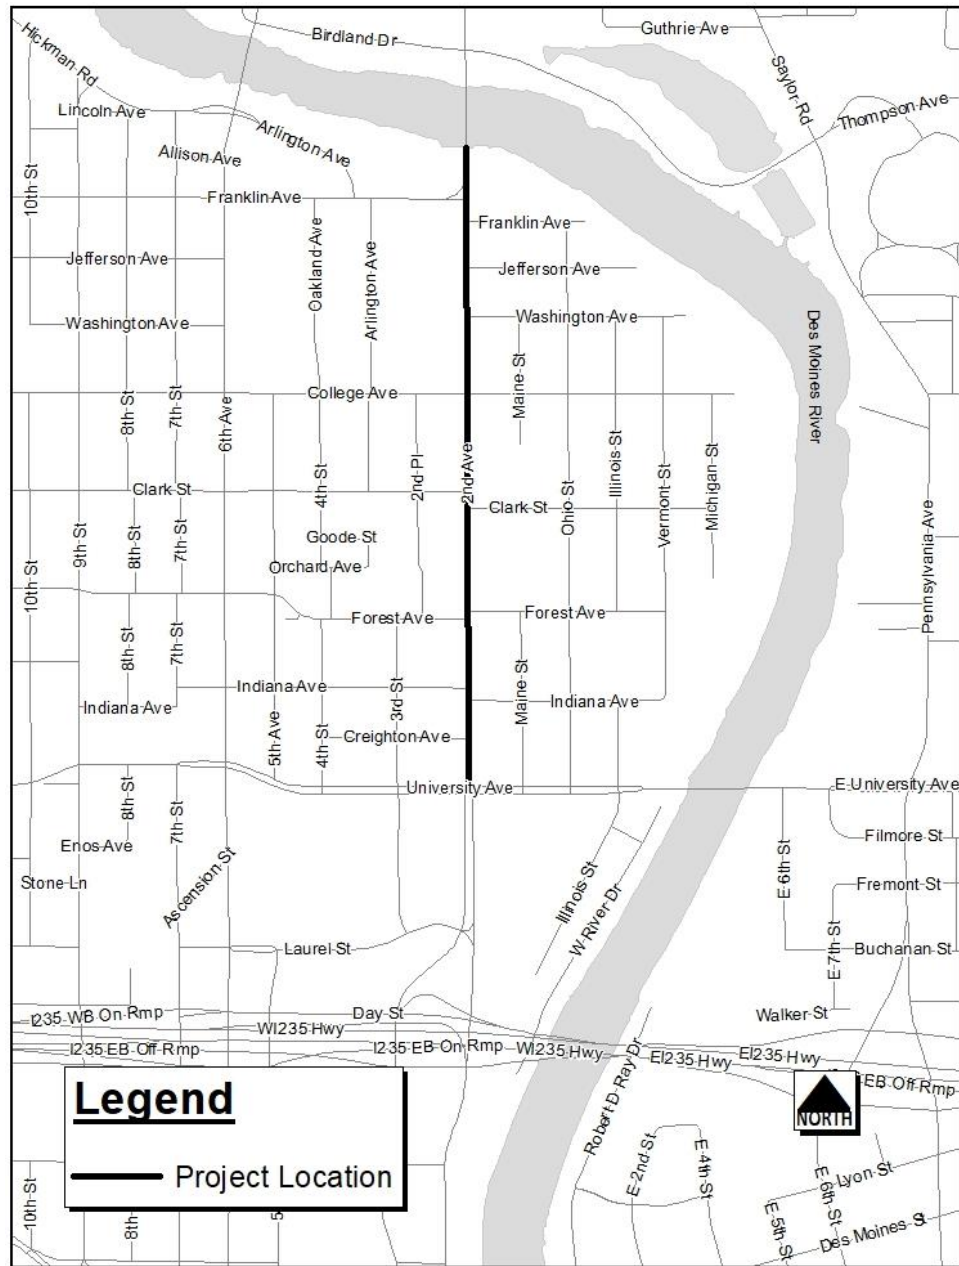 Guthrie Ave
Birdland Dr
Hickman Rd
Saylor Rd
Thompson Ave
Lincoln Ave
Arlington Ave
Allison Ave
10th St
Franklin Ave
Franklin Ave
Oakland Ave
Arlington Ave
Jefferson Ave
Jefferson Ave
Washington Ave
Washington Ave
Des Moines River
Maine St
College Ave
8th St
7th St
6th Ave
Illinois St
Michigan St
2nd Pl
2nd Ave
4th St
Clark St
Clark St
Ohio St
Vermont St
9th St
8th St
7th St
Goode St
Orchard Ave
10th St
Pennsylvania Ave
Forest Ave
Forest Ave
8th St
7th St
Indiana Ave
3rd St
Maine St
Indiana Ave
Indiana Ave
5th Ave
4th St
Creighton Ave
University Ave
E University Ave
8th St
7th St
Filmore St
Enos Ave
E 6th St
Stone Ln
Ascension St
Illinois St
W River Dr
Fremont St
Laurel St
E 7th St
Buchanan St
I235 WB On Rmp
Day St
Walker St
WI235 Hwy
I235 EB Off Rmp
I235 EB On Rmp
WI235 Hwy
EI235 Hwy
EI235 Hwy
EB Off Rmp
Robert D Ray Dr
NORTH
Legend
Project Location
E 2nd St
E 4th St
E 6th St
Lyon St
10th St
8th
5
E 5th St
Des Moines St